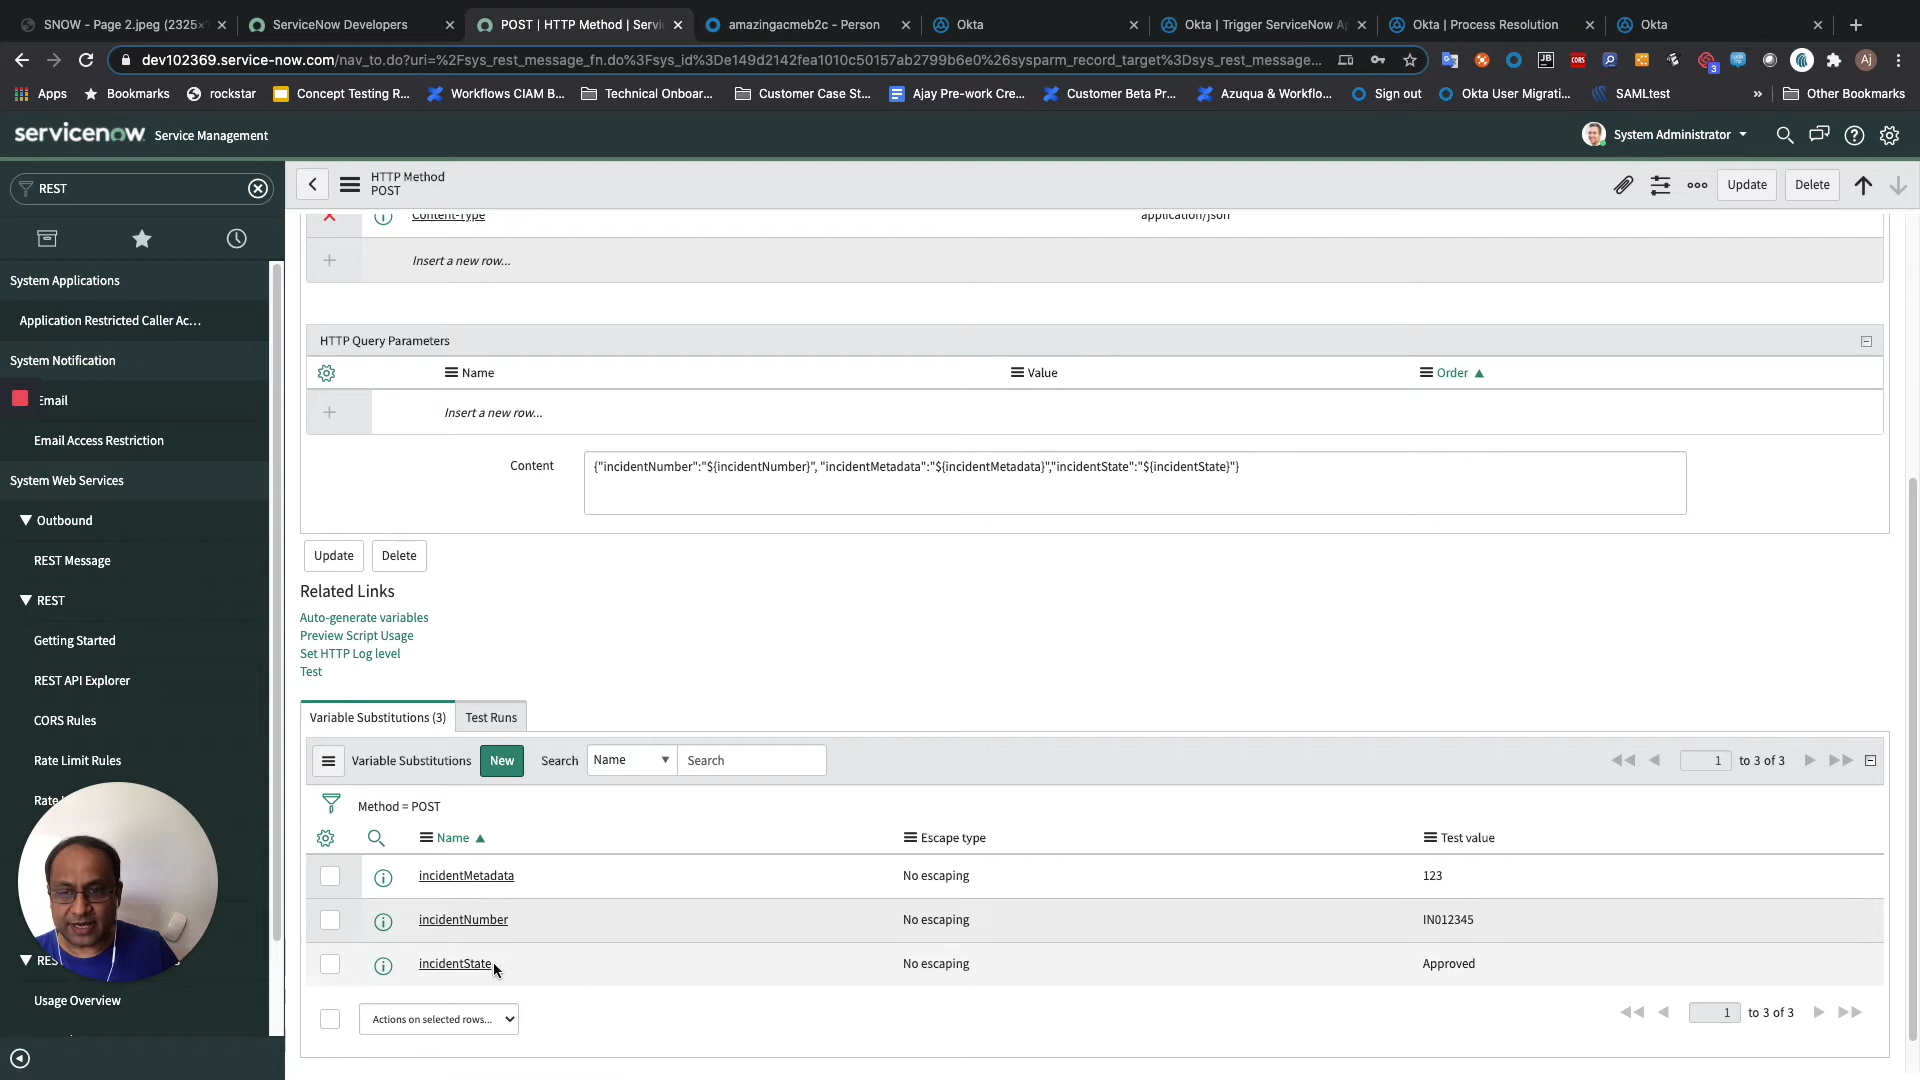 SNOW - Page 2.jpeg (2325×
ServiceNow Developers
POST | HTTP Method | Servi
amazingacmeb2c - Person
Okta
Okta | Trigger ServiceNow Ap
Okta | Process Resolution
Okta
dev102369.service-now.com/nav_to.do?uri=%2Fsys_rest_message_fn.do%3Fsys_id%3De149d2142fea1010c50157ab2799b6e0%26sysparm_record_target%3Dsys_rest_message...
JB
CORS
3
Aj
Apps
Bookmarks
rockstar
Concept Testing R...
Workflows CIAM B...
Technical Onboar...
Customer Case St...
Ajay Pre-work Cre...
Customer Beta Pr...
Azuqua & Workflo...
Sign out
Okta User Migrati...
SAMLtest
»
Other Bookmarks
servicenow Service Management
System Administrator
REST
HTTP Method
POST
Update
Delete
System Applications
Application Restricted Caller Ac...
System Notification
Email
Email Access Restriction
System Web Services
Outbound
REST Message
REST
Getting Started
REST API Explorer
CORS Rules
Rate Limit Rules
Usage Overview
Content-Type
application/json
Insert a new row...
HTTP Query Parameters
Name
Value
Order
Insert a new row...
Content
{"incidentNumber":"${incidentNumber}", "incidentMetadata":"${incidentMetadata}","incidentState":"${incidentState}"}
Update
Delete
Related Links
Auto-generate variables
Preview Script Usage
Set HTTP Log level
Test
Variable Substitutions (3)
Test Runs
Variable Substitutions
New
Search
Name
Search
1 to 3 of 3
Method = POST
Name
Escape type
Test value
incidentMetadata
No escaping
123
incidentNumber
No escaping
IN012345
incidentState
No escaping
Approved
Actions on selected rows...
1 to 3 of 3